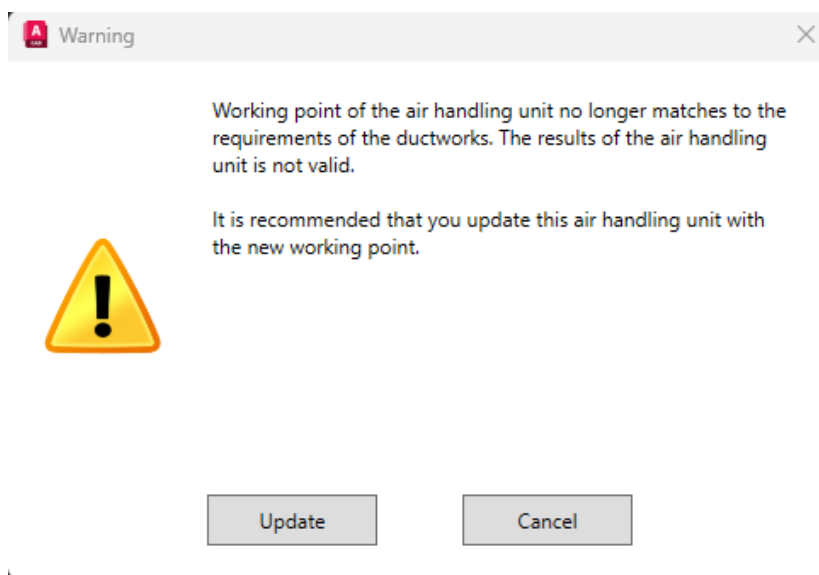 A
CAD
Warning
Working point of the air handling unit no longer matches to the
requirements of the ductworks. The results of the air handling
unit is not valid.
It is recommended that you update this air handling unit with
the new working point.
Update
Cancel